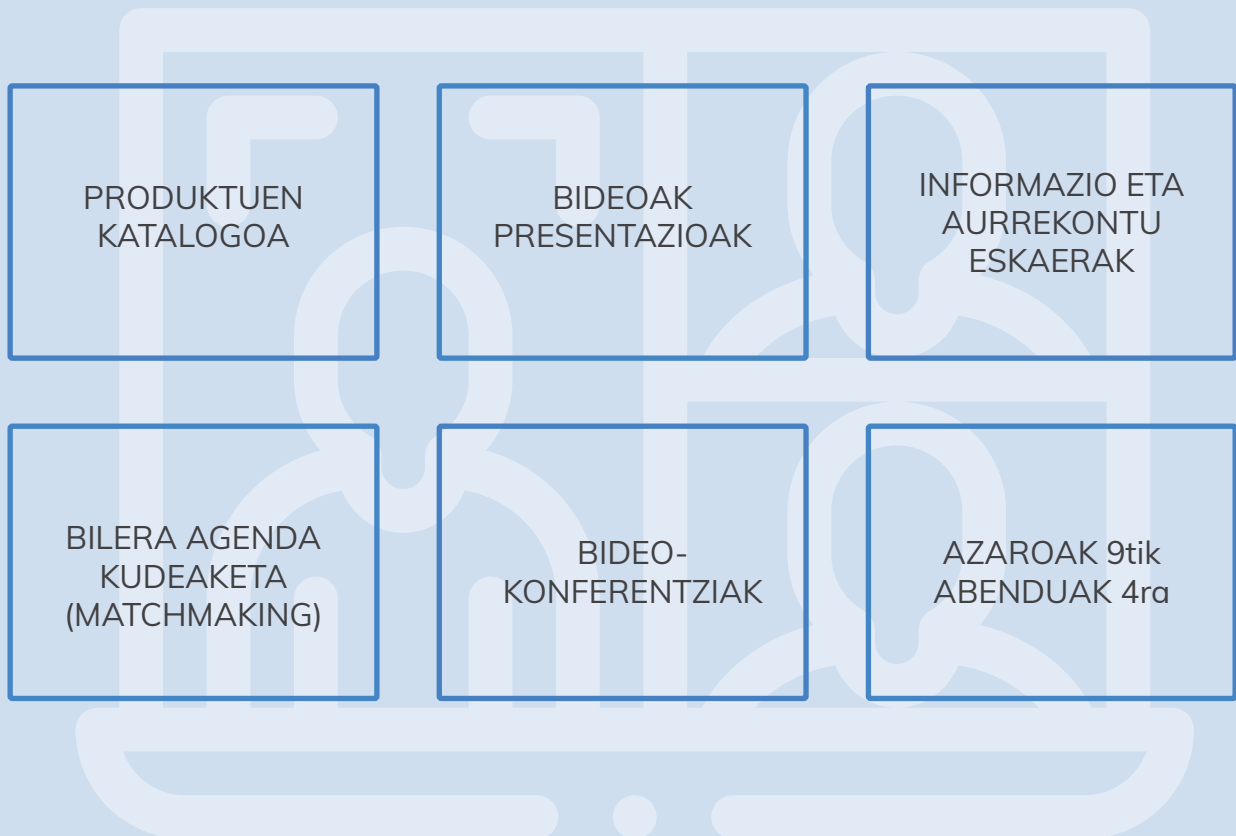 PRODUKTUEN
KATALOGOA
BIDEOAK
PRESENTAZIOAK
INFORMAZIO ETA
AURREKONTU
ESKAERAK
BILERA AGENDA
KUDEAKETA
(MATCHMAKING)
BIDEO-
KONFERENTZIAK
AZAROAK 9tik
ABENDUAK 4ra